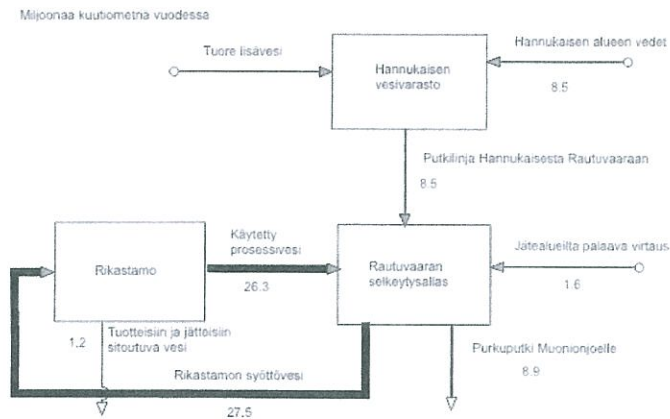 Miljoonaa kuutiometriä vuodessa
Tuore lisävesi
Hannukaisen
vesivarasto
Hannukaisen alueen vedet
8.5
Putkilinja Hannukaisesta Rautuvaaraan
8.5
Rikastamo
Käytetty
prosessivesi
26.3
Rautuvaaran
selkeytysallas
Jätealueilta palaava virtaus
1.6
1.2
Tuotteisiin ja jätteisiin
sitoutuva vesi
Rikastamon syöttövesi
27.5
Purkuputki Muonionjoelle
8.9